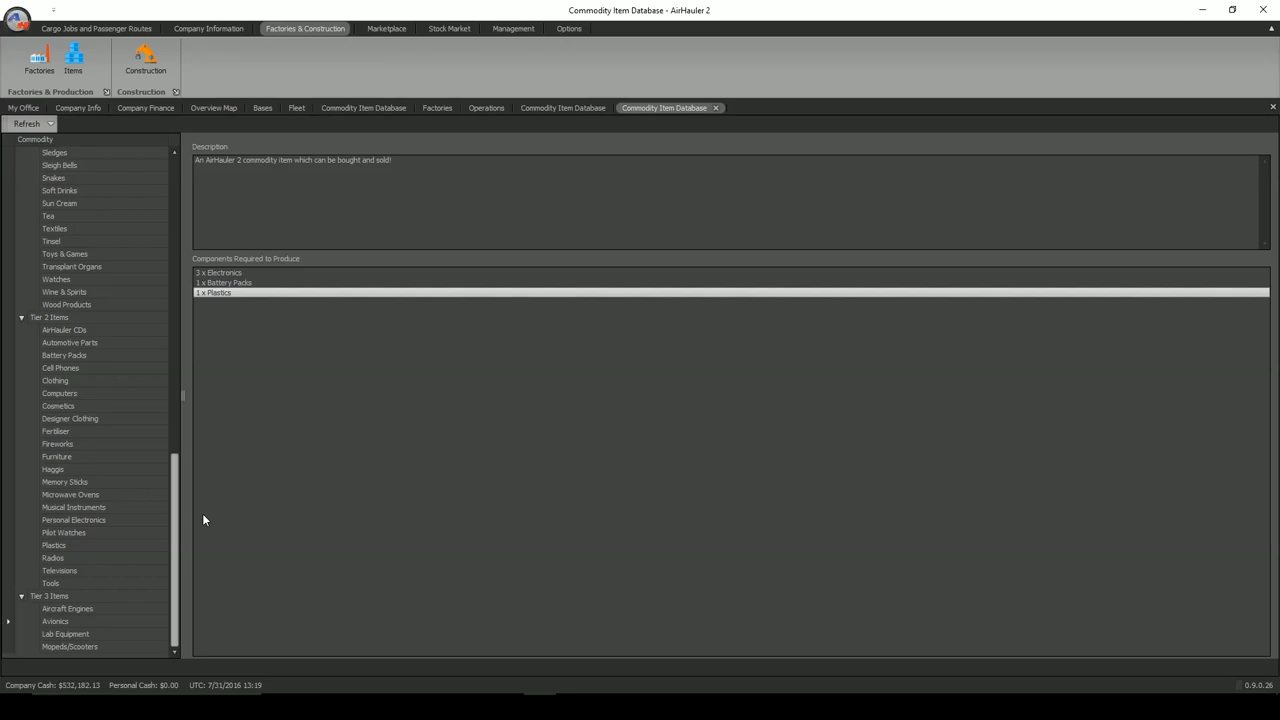 Commodity Item Database - AirHauler 2
Cargo Jobs and Passenger Routes
Company Information
Factories & Construction
Marketplace
Stock Market
Management
Options
Factories
Items
Construction
Factories & Production
Construction
My Office
Company Info
Company Finance
Overview Map
Bases
Fleet
Commodity Item Database
Factories
Operations
Commodity Item Database
Commodity Item Database
Refresh
Commodity
Sledges
Sleigh Bells
Snakes
Soft Drinks
Sun Cream
Tea
Textiles
Tinsel
Toys & Games
Transplant Organs
Watches
Wine & Spirits
Wood Products
Tier 2 Items
AirHauler CDs
Automotive Parts
Battery Packs
Cell Phones
Clothing
Computers
Cosmetics
Designer Clothing
Fertiliser
Fireworks
Furniture
Haggis
Memory Sticks
Microwave Ovens
Musical Instruments
Personal Electronics
Pilot Watches
Plastics
Radios
Televisions
Tools
Tier 3 Items
Aircraft Engines
Avionics
Lab Equipment
Mopeds/Scooters
Description
An AirHauler 2 commodity item which can be bought and sold!
Components Required to Produce
3 x Electronics
1 x Battery Packs
1 x Plastics
Company Cash: $532,182.13
Personal Cash: $0.00
UTC: 7/31/2016 13:19
0.9.0.26